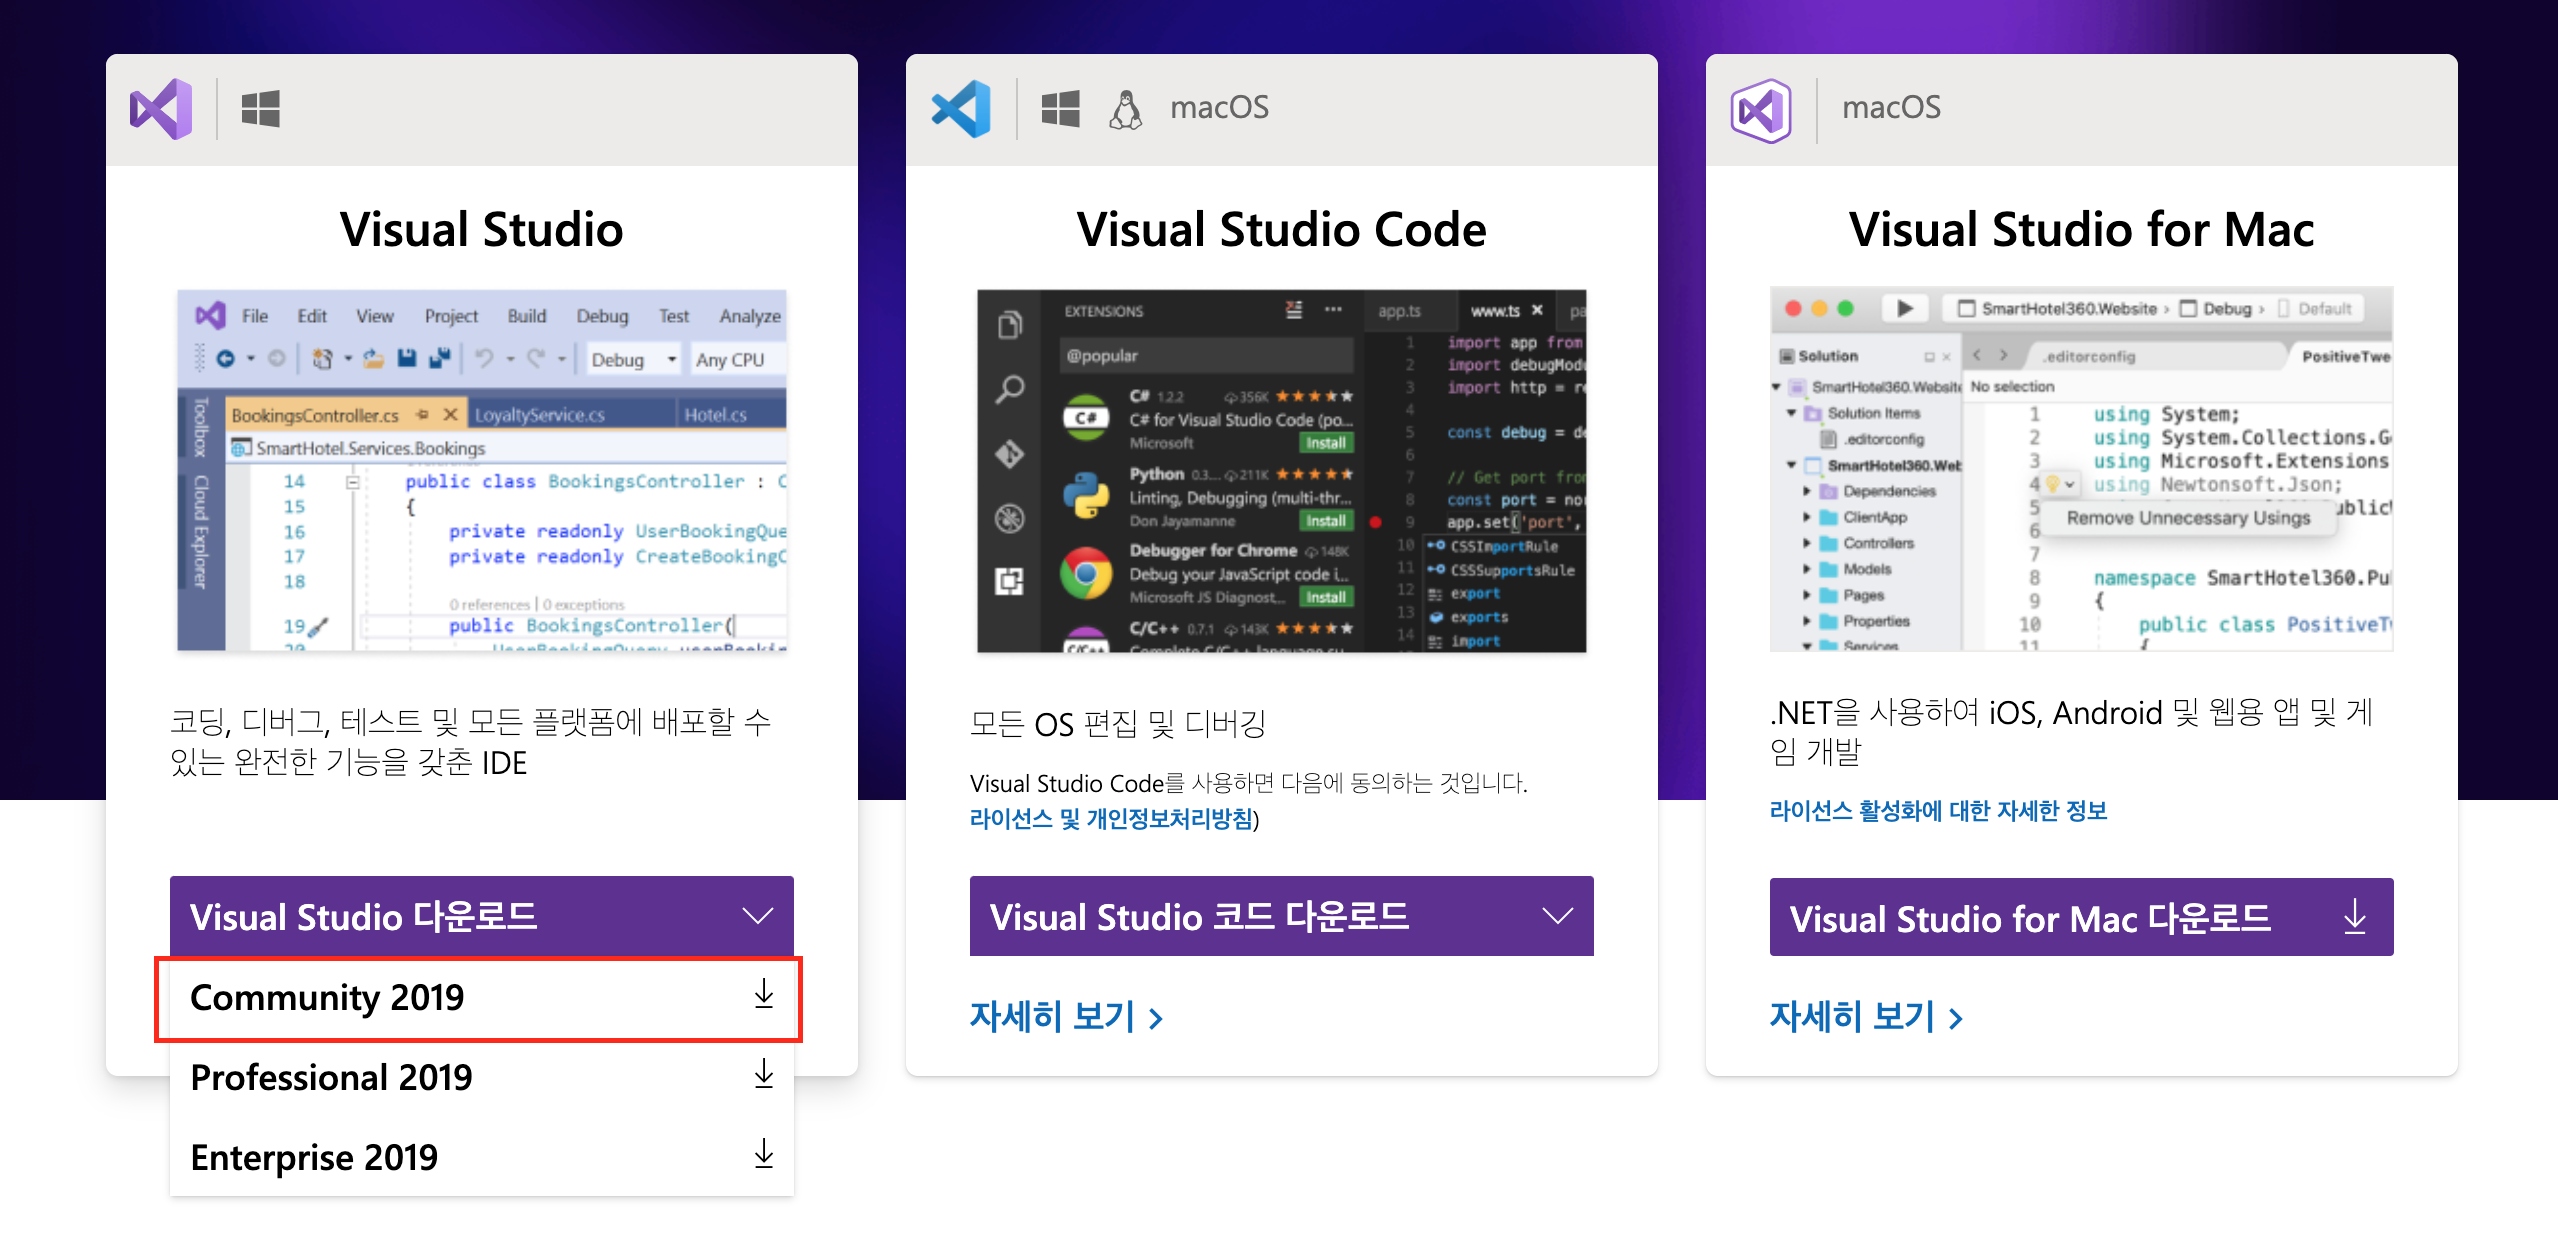 Visual Studio
File Edit View Project Build Debug Test Analyze
Debug Any CPU
Toolbox
Cloud Explorer
BookingsController.cs LoyaltyService.cs Hotel.cs
SmartHotel.Services.Bookings
14 public class BookingsController : C
15 {
16 private readonly UserBookingQue
17 private readonly CreateBookingC
18
0 references | 0 exceptions
19 public BookingsController(
20 UserBookingQuery userBookin
코딩, 디버그, 테스트 및 모든 플랫폼에 배포할 수
있는 완전한 기능을 갖춘 IDE
Visual Studio 다운로드
Community 2019
Professional 2019
Enterprise 2019
macOS
Visual Studio Code
EXTENSIONS
@popular
C# 1.2.2 356K
C# for Visual Studio Code (po...
Microsoft Install
Python 0.3.... 211K
Linting, Debugging (multi-thr...
Don Jayamanne Install
Debugger for Chrome 148K
Debug your JavaScript code i...
Microsoft JS Diagnost... Install
C/C++ 0.7.1 143K
Complete C/C++ language su...
app.ts www.ts pa
1 import app from
2 import debugModu
3 import http = re
4
5 const debug = de
6
7 // Get port from
8 const port = nor
9 app.set('port',
10 CSSImportRule
11 CSSSupportsRule
12 export
13 exports
14 import
모든 OS 편집 및 디버깅
Visual Studio Code를 사용하면 다음에 동의하는 것입니다.
라이선스 및 개인정보처리방침)
Visual Studio 코드 다운로드
자세히 보기
macOS
Visual Studio for Mac
SmartHotel360.Website › Debug › Default
Solution
SmartHotel360.Website
Solution Items
.editorconfig
SmartHotel360.Web
Dependencies
ClientApp
Controllers
Models
Pages
Properties
Services
.editorconfig PositiveTwe
No selection
1 using System;
2 using System.Collections.Ge
3 using Microsoft.Extensions
4 using Newtonsoft.Json;
5 ublic
Remove Unnecessary Usings
6
7
8 namespace SmartHotel360.Pu
9 {
10 public class PositiveTw
11 {
.NET을 사용하여 iOS, Android 및 웹용 앱 및 게
임 개발
라이선스 활성화에 대한 자세한 정보
Visual Studio for Mac 다운로드
자세히 보기